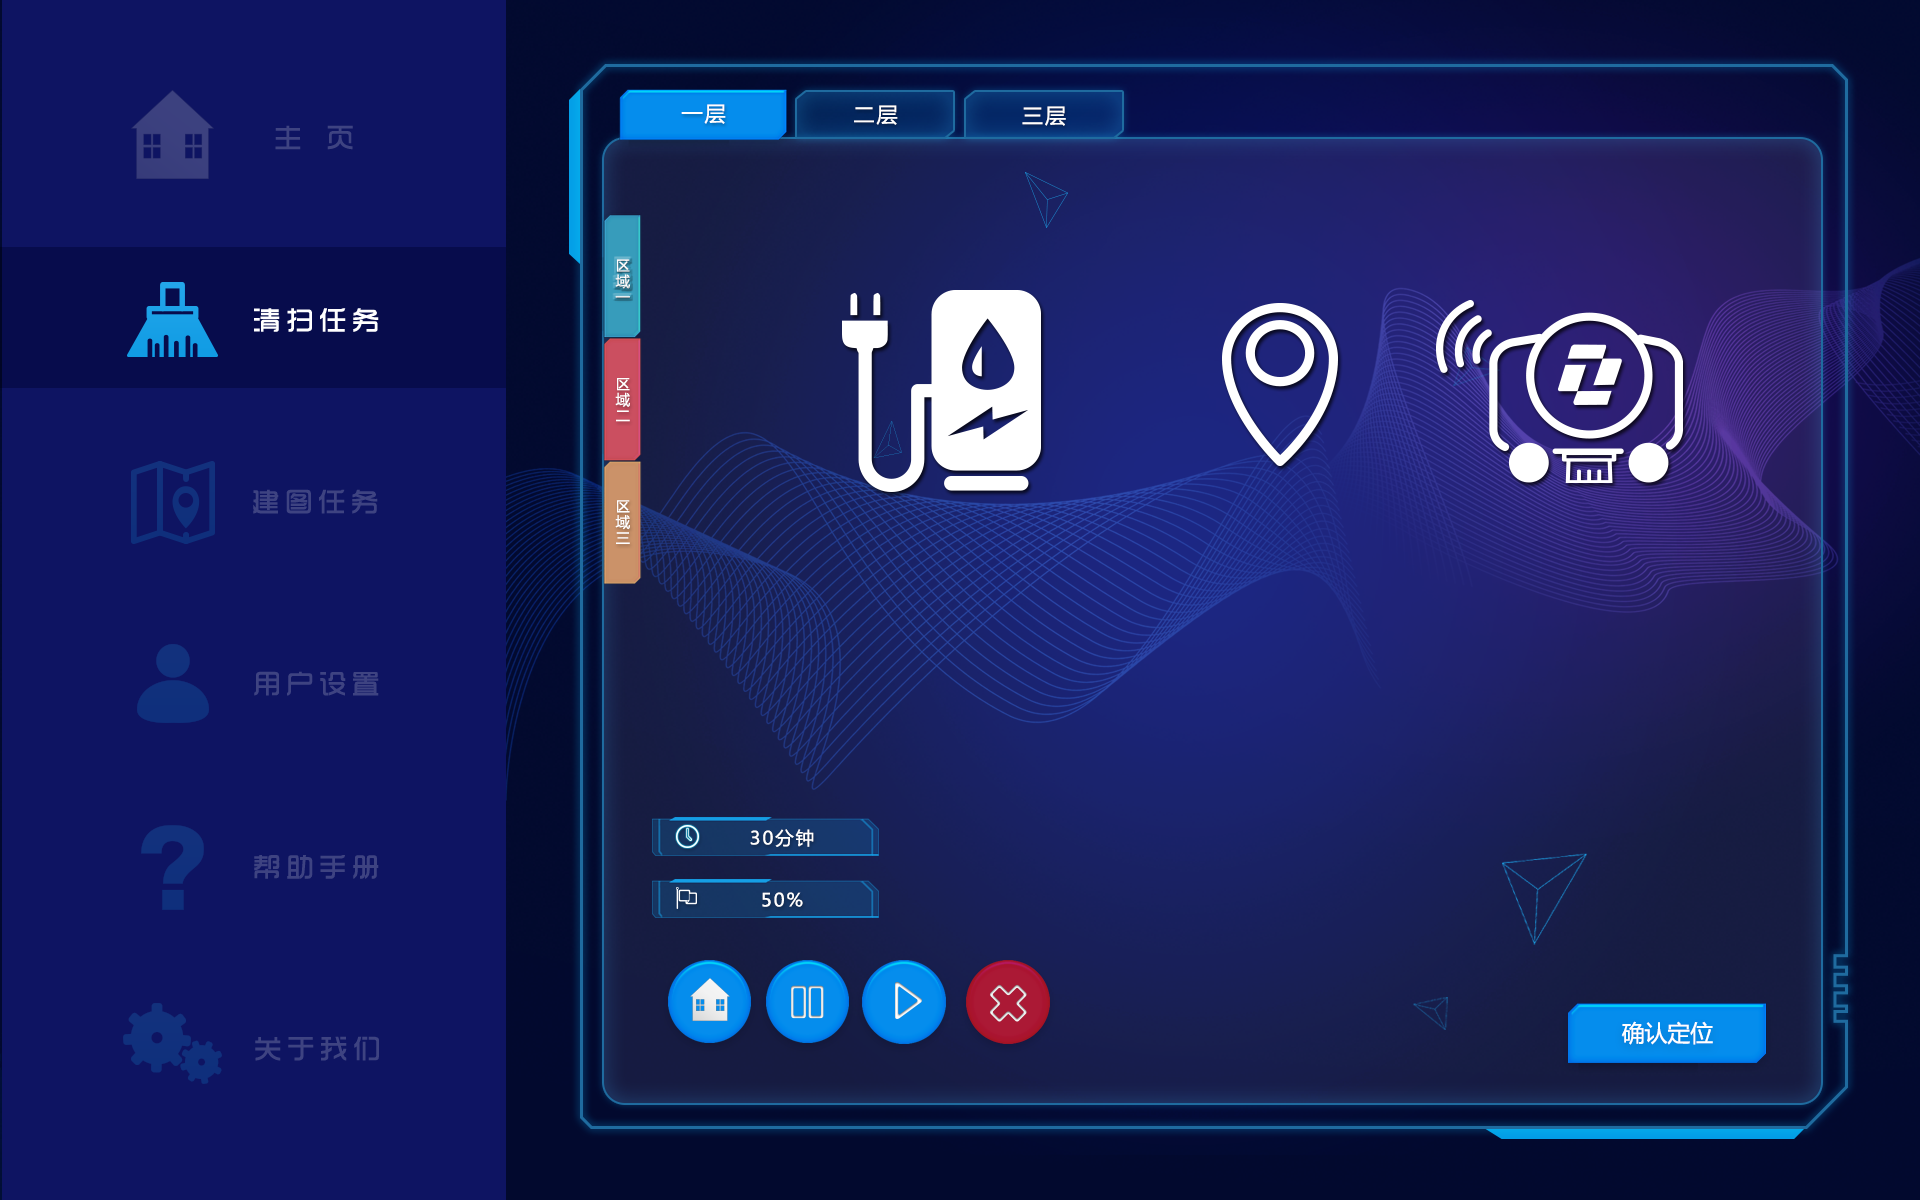 主 页
清扫任务
建图任务
用户设置
帮助手册
关于我们
一层
二层
三层
区域一
区域二
区域三
30分钟
50%
确认定位